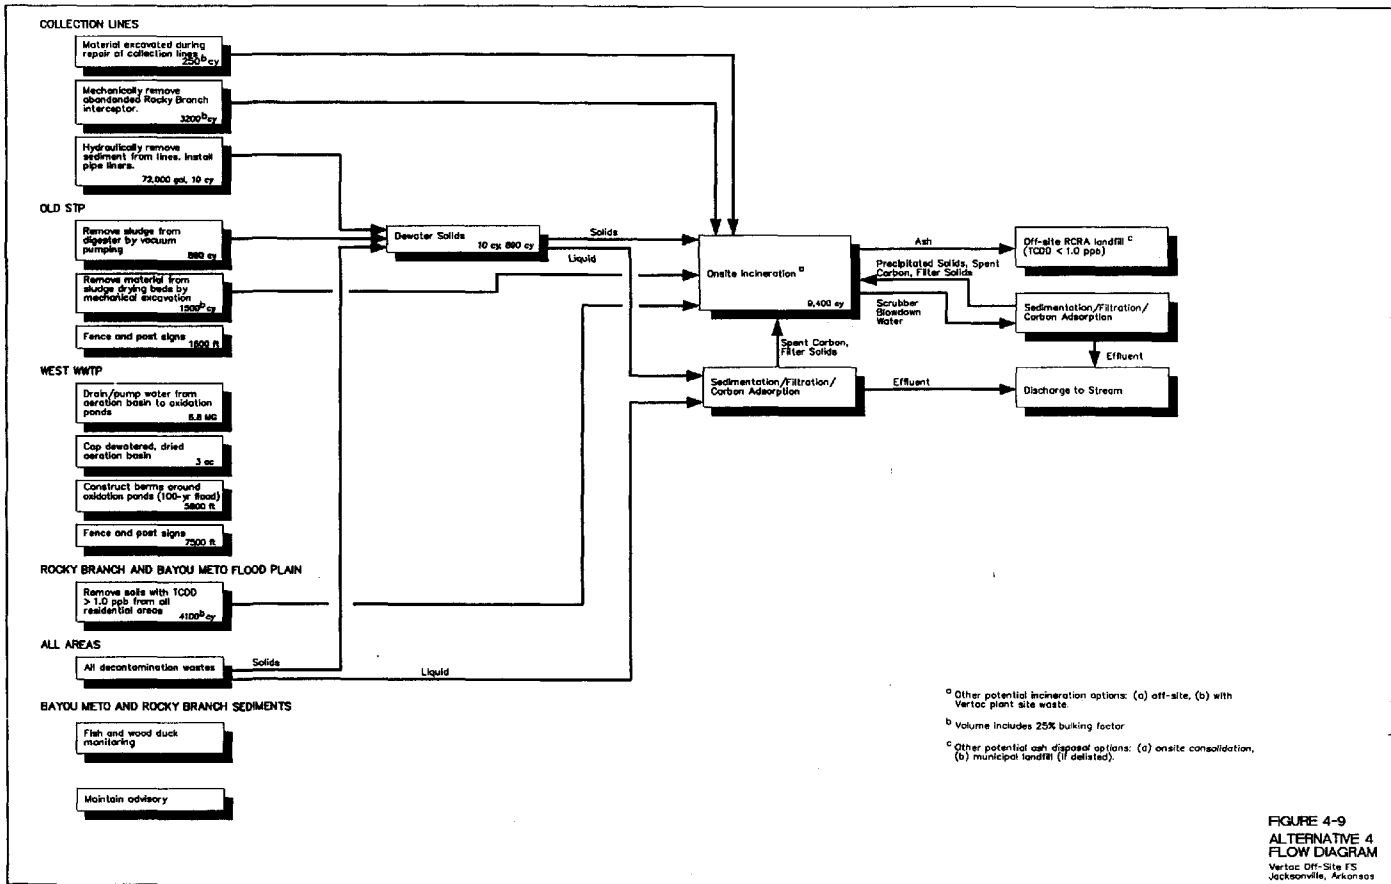 COLLECTION LINES
Material excavated during
repair of collection lines
250b cy
Mechanically remove
abandonded Rocky Branch
interceptor.
3200b cy
Hydraulically remove
sediment from lines. Install
pipe liners.
72,000 gal, 10 cy
OLD STP
Remove sludge from
digester by vacuum
pumping
cy
Remove material from
sludge drying beds by
mechanical excavation
1500b cy
Fence and post signs
1600 ft
WEST WWTP
Drain/pump water from
aeration basin to oxidation
ponds
MG
Cap dewatered, dried
aeration basin
3 ac
Construct berms around
oxidation ponds (100-yr flood)
5800 ft
Fence and post signs
7500 ft
ROCKY BRANCH AND BAYOU METO FLOOD PLAIN
Remove soils with TCDD
> 1.0 ppb from all
residential areas
4100b cy
ALL AREAS
All decontamination wastes
Solids
Liquid
BAYOU METO AND ROCKY BRANCH SEDIMENTS
Fish and wood duck
monitoring
Maintain advisory
Dewater Solids
10 cy, cy
Solids
Liquid
Onsite Incineration a
9,400 cy
Spent Carbon,
Filter Solids
Sedimentation/Filtration/
Carbon Adsorption
Effluent
Ash
Precipitated Solids, Spent
Carbon, Filter Solids
Scrubber
Blowdown
Water
Off-site RCRA landfill c
(TCDD < 1.0 ppb)
Sedimentation/Filtration/
Carbon Adsorption
Effluent
Discharge to Stream
a Other potential incineration options: (a) off-site, (b) with
Vertac plant site waste.
b Volume includes 25% bulking factor
c Other potential ash disposal options: (a) onsite consolidation,
(b) municipal landfill (if delisted).
FIGURE 4-9
ALTERNATIVE 4
FLOW DIAGRAM
Vertac Off-Site FS
Jacksonville, Arkansas